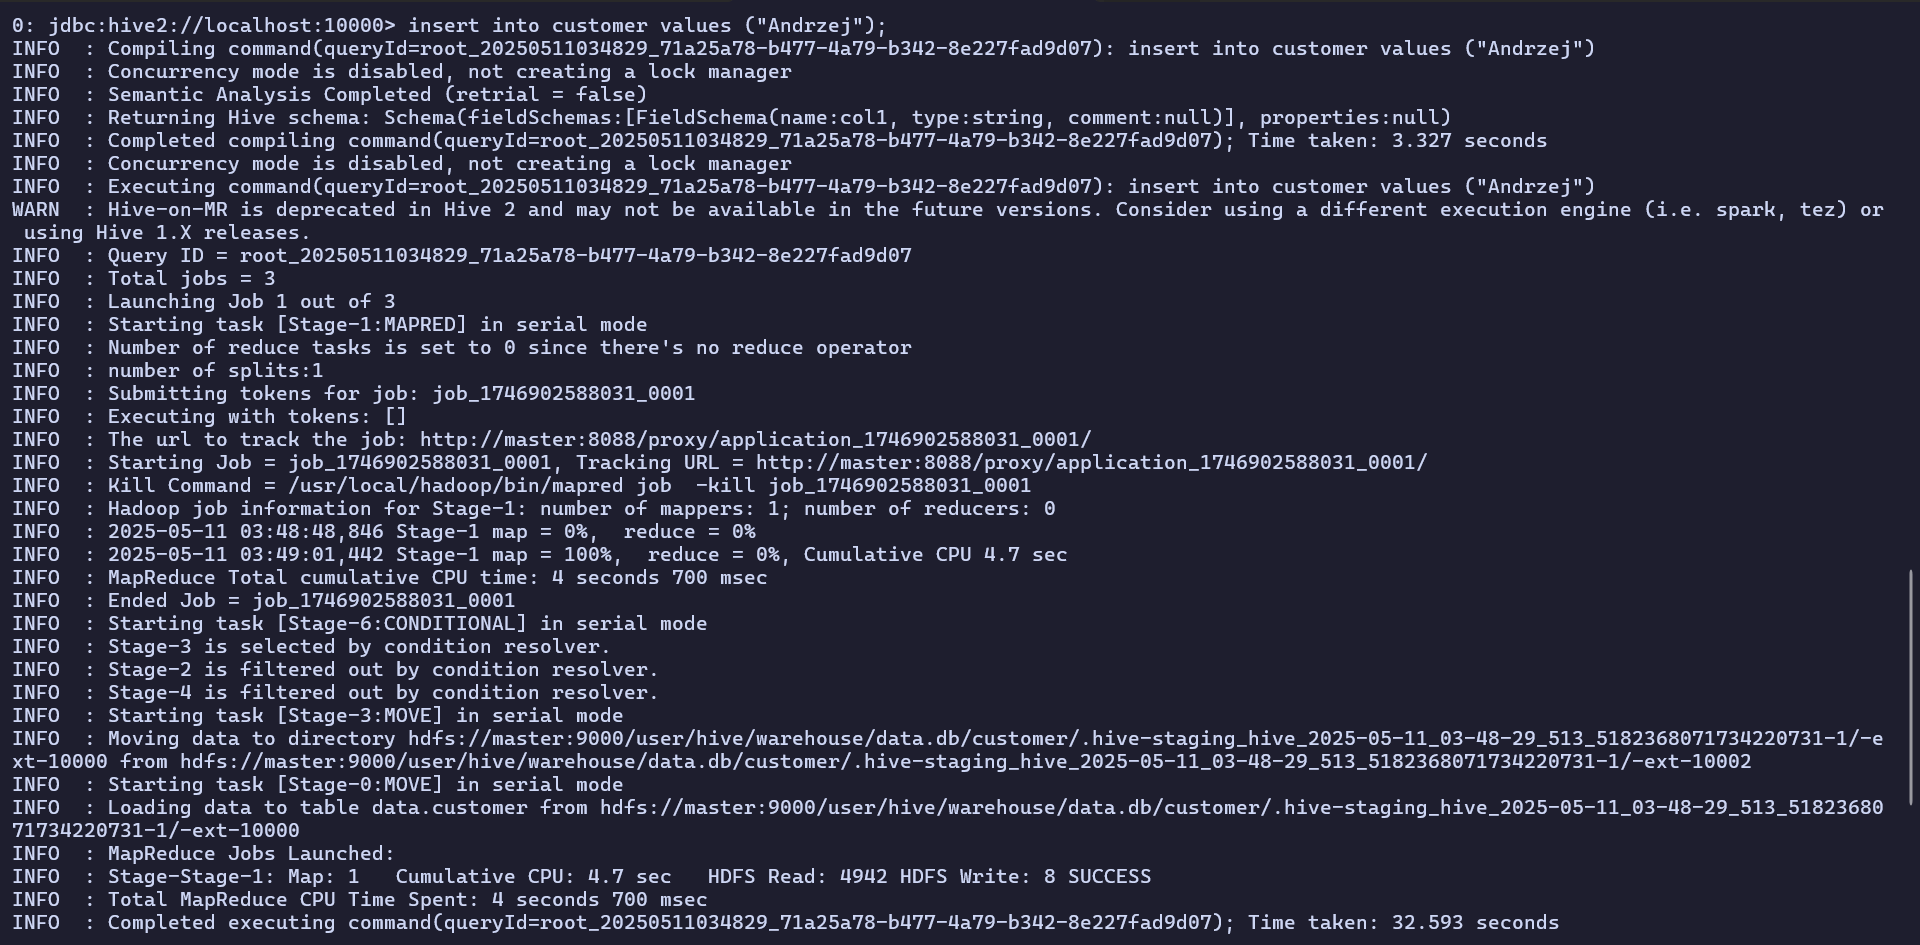 0: jdbc:hive2://localhost:10000> insert into customer values ("Andrzej");
INFO  : Compiling command(queryId=root_20250511034829_71a25a78-b477-4a79-b342-8e227fad9d07): insert into customer values ("Andrzej")
INFO  : Concurrency mode is disabled, not creating a lock manager
INFO  : Semantic Analysis Completed (retrial = false)
INFO  : Returning Hive schema: Schema(fieldSchemas:[FieldSchema(name:col1, type:string, comment:null)], properties:null)
INFO  : Completed compiling command(queryId=root_20250511034829_71a25a78-b477-4a79-b342-8e227fad9d07); Time taken: 3.327 seconds
INFO  : Concurrency mode is disabled, not creating a lock manager
INFO  : Executing command(queryId=root_20250511034829_71a25a78-b477-4a79-b342-8e227fad9d07): insert into customer values ("Andrzej")
WARN  : Hive-on-MR is deprecated in Hive 2 and may not be available in the future versions. Consider using a different execution engine (i.e. spark, tez) or
 using Hive 1.X releases.
INFO  : Query ID = root_20250511034829_71a25a78-b477-4a79-b342-8e227fad9d07
INFO  : Total jobs = 3
INFO  : Launching Job 1 out of 3
INFO  : Starting task [Stage-1:MAPRED] in serial mode
INFO  : Number of reduce tasks is set to 0 since there's no reduce operator
INFO  : number of splits:1
INFO  : Submitting tokens for job: job_1746902588031_0001
INFO  : Executing with tokens: []
INFO  : The url to track the job: http://master:8088/proxy/application_1746902588031_0001/
INFO  : Starting Job = job_1746902588031_0001, Tracking URL = http://master:8088/proxy/application_1746902588031_0001/
INFO  : Kill Command = /usr/local/hadoop/bin/mapred job  -kill job_1746902588031_0001
INFO  : Hadoop job information for Stage-1: number of mappers: 1; number of reducers: 0
INFO  : 2025-05-11 03:48:48,846 Stage-1 map = 0%,  reduce = 0%
INFO  : 2025-05-11 03:49:01,442 Stage-1 map = 100%,  reduce = 0%, Cumulative CPU 4.7 sec
INFO  : MapReduce Total cumulative CPU time: 4 seconds 700 msec
INFO  : Ended Job = job_1746902588031_0001
INFO  : Starting task [Stage-6:CONDITIONAL] in serial mode
INFO  : Stage-3 is selected by condition resolver.
INFO  : Stage-2 is filtered out by condition resolver.
INFO  : Stage-4 is filtered out by condition resolver.
INFO  : Starting task [Stage-3:MOVE] in serial mode
INFO  : Moving data to directory hdfs://master:9000/user/hive/warehouse/data.db/customer/.hive-staging_hive_2025-05-11_03-48-29_513_5182368071734220731-1/-e
xt-10000 from hdfs://master:9000/user/hive/warehouse/data.db/customer/.hive-staging_hive_2025-05-11_03-48-29_513_5182368071734220731-1/-ext-10002
INFO  : Starting task [Stage-0:MOVE] in serial mode
INFO  : Loading data to table data.customer from hdfs://master:9000/user/hive/warehouse/data.db/customer/.hive-staging_hive_2025-05-11_03-48-29_513_51823680
71734220731-1/-ext-10000
INFO  : MapReduce Jobs Launched:
INFO  : Stage-Stage-1: Map: 1   Cumulative CPU: 4.7 sec   HDFS Read: 4942 HDFS Write: 8 SUCCESS
INFO  : Total MapReduce CPU Time Spent: 4 seconds 700 msec
INFO  : Completed executing command(queryId=root_20250511034829_71a25a78-b477-4a79-b342-8e227fad9d07); Time taken: 32.593 seconds